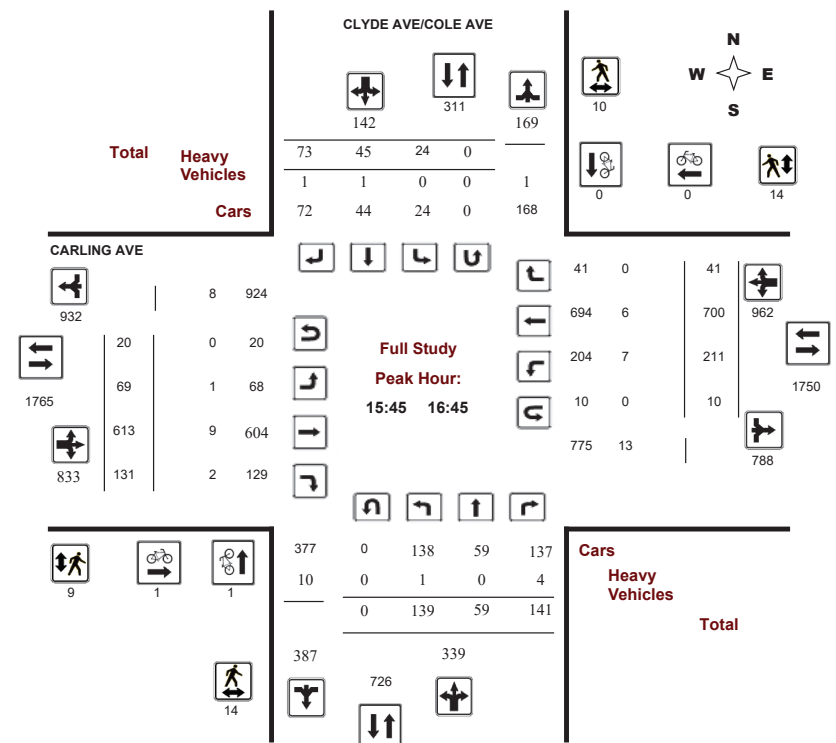 CLYDE AVE/COLE AVE
N
W E
S
311
10
142
169
Total
Heavy
Vehicles
Cars
73 45 24 0
1 1 0 0 1
72 44 24 0 168
0 0 14
CARLING AVE
932
8 924
41 0 41
962
20 0 20
694 6 700
1765
69 1 68
204 7 211
1750
613 9 604
10 0 10
833
131 2 129
775 13
788
Full Study
Peak Hour:
15:45 16:45
377 0 138 59 137
10 0 1 0 4
0 139 59 141
Cars
Heavy
Vehicles
Total
9 1 1
387
339
726
14